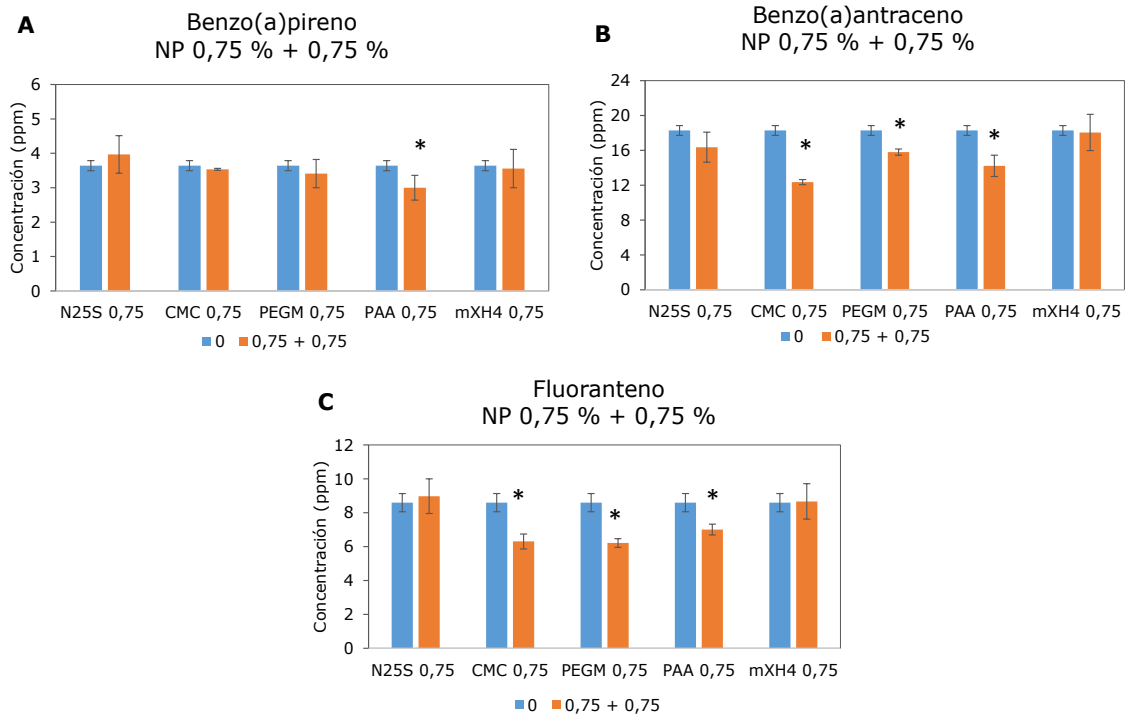 A
Benzo(a)pireno
NP 0,75 % + 0,75 %
Concentración (ppm)
6
5
4
3
2
1
0
*
N25S 0,75 CMC 0,75 PEGM 0,75 PAA 0,75 mXH4 0,75
0 0,75 + 0,75
B
Benzo(a)antraceno
NP 0,75 % + 0,75 %
Concentración (ppm)
24
20
16
12
8
4
0
* * *
N25S 0,75 CMC 0,75 PEGM 0,75 PAA 0,75 mXH4 0,75
0 0,75 + 0,75
C
Fluoranteno
NP 0,75 % + 0,75 %
Concentración (ppm)
12
10
8
6
4
2
0
* * *
N25S 0,75 CMC 0,75 PEGM 0,75 PAA 0,75 mXH4 0,75
0 0,75 + 0,75